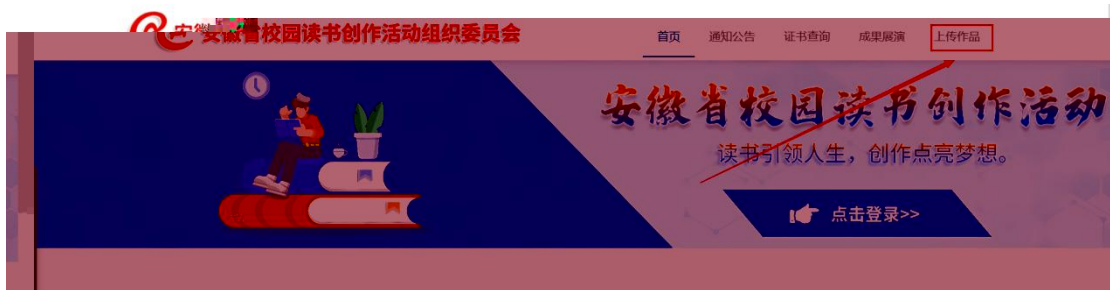 安徽省校园读书创作活动组织委员会
首页 通知公告 证书查询 成果展演 上传作品
安徽省校园读书创作活动
读书引领人生，创作点亮梦想。
点击登录>>